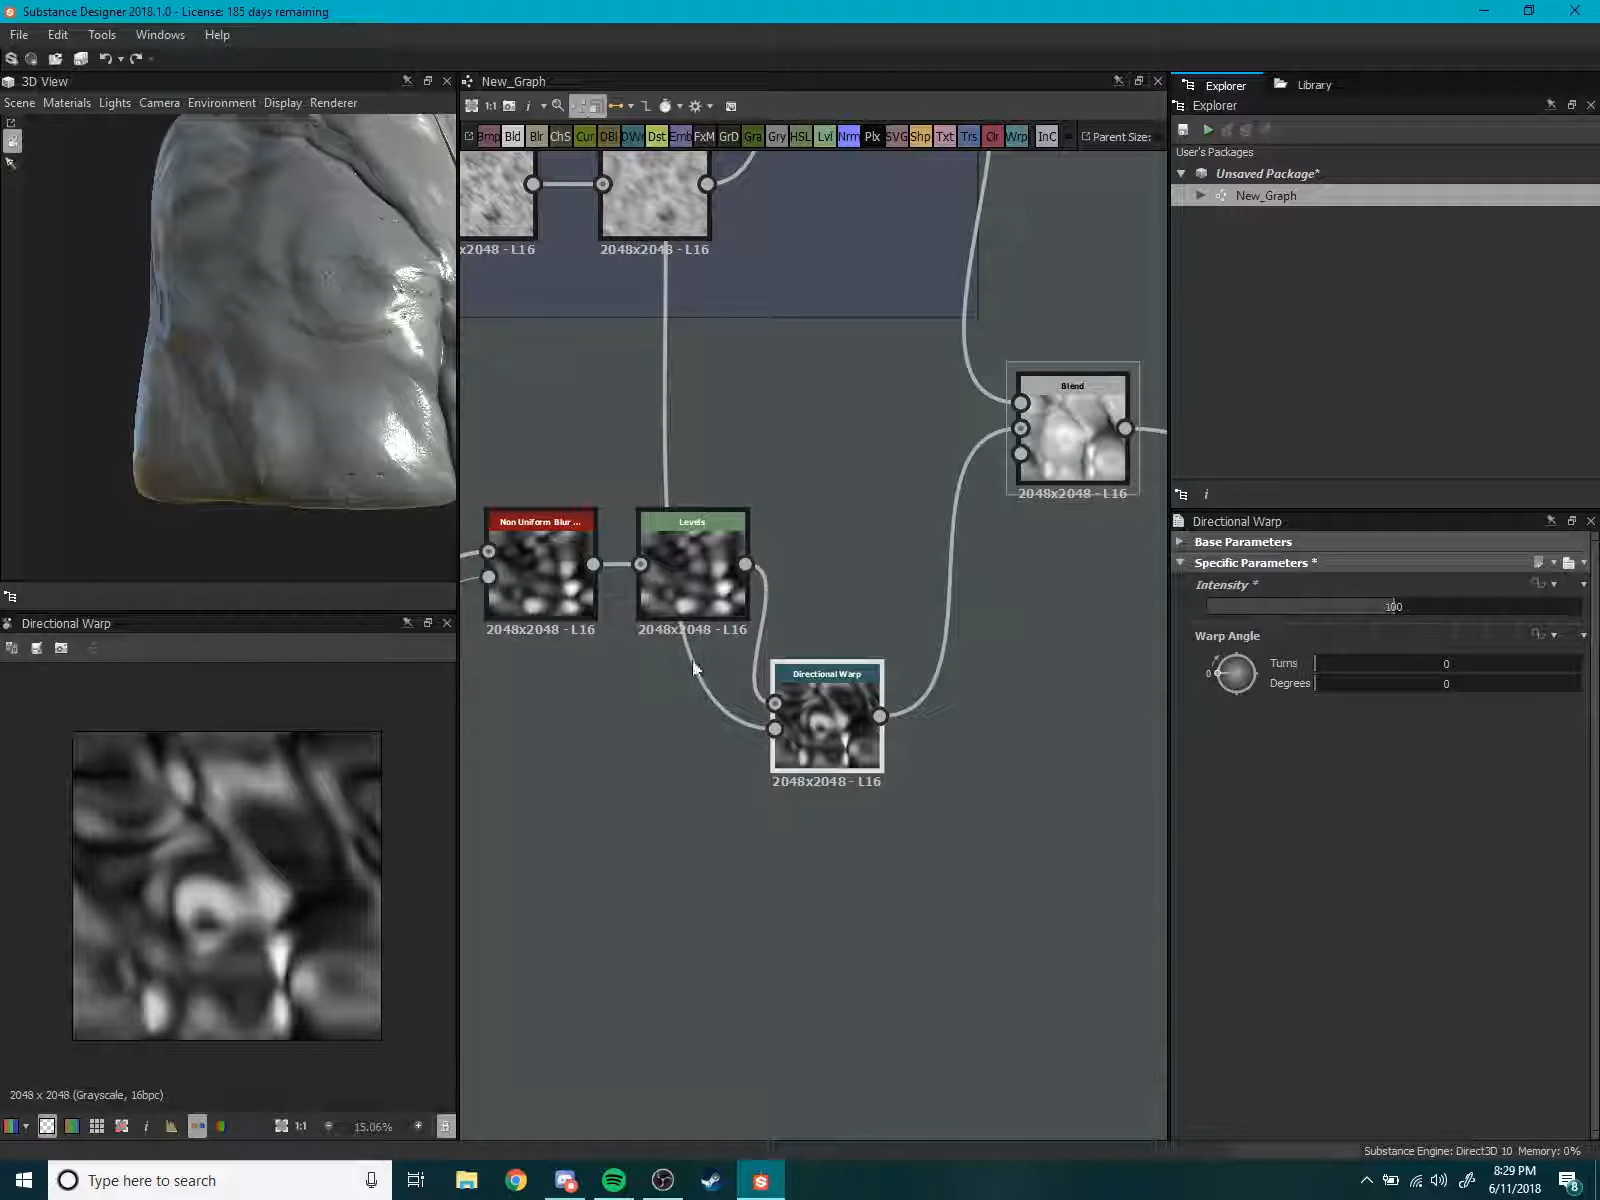 Substance Designer 2018.1.0 - License: 185 days remaining
File Edit Tools Windows Help
3D View
Scene Materials Lights Camera Environment Display Renderer
New_Graph
1:1
Bmp Bld Blr ChS Cur DBl DWr Dst Emb FxM GrD Gra Gry HSL Lvl Nrm Plx SVG Shp Txt Trs Clr Wrp InC Parent Size:
x2048 - L16
2048x2048 - L16
Blend
2048x2048 - L16
Non Uniform Blur ...
2048x2048 - L16
Levels
2048x2048 - L16
Directional Warp
2048x2048 - L16
Explorer
Library
Explorer
User's Packages
Unsaved Package*
New_Graph
Directional Warp
Base Parameters
Specific Parameters *
Intensity *
100
Warp Angle
0
Turns
0
Degrees
0
Directional Warp
2048 x 2048 (Grayscale, 16bpc)
1:1
15.06%
Substance Engine: Direct3D 10 Memory: 0%
Type here to search
8:29 PM
6/11/2018
8